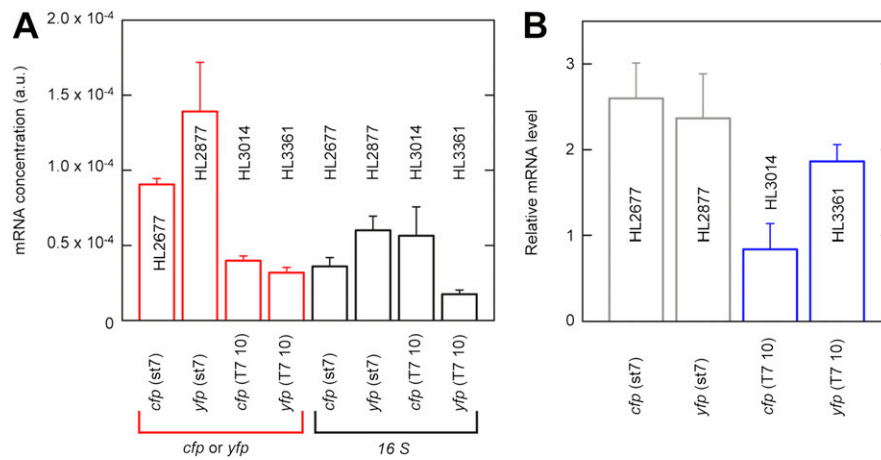 A
mRNA concentration (a.u.)
2.0 x 10⁻⁴
1.5 x 10⁻⁴
1.0 x 10⁻⁴
0.5 x 10⁻⁴
0
HL2677
HL2877
HL3014
HL3361
HL2677
HL2877
HL3014
HL3361
cfp (st7)
yfp (st7)
cfp (T7 10)
yfp (T7 10)
cfp (st7)
yfp (st7)
cfp (T7 10)
yfp (T7 10)
cfp or yfp
16 S
B
Relative mRNA level
3
2
1
0
HL2677
HL2877
HL3014
HL3361
cfp (st7)
yfp (st7)
cfp (T7 10)
yfp (T7 10)